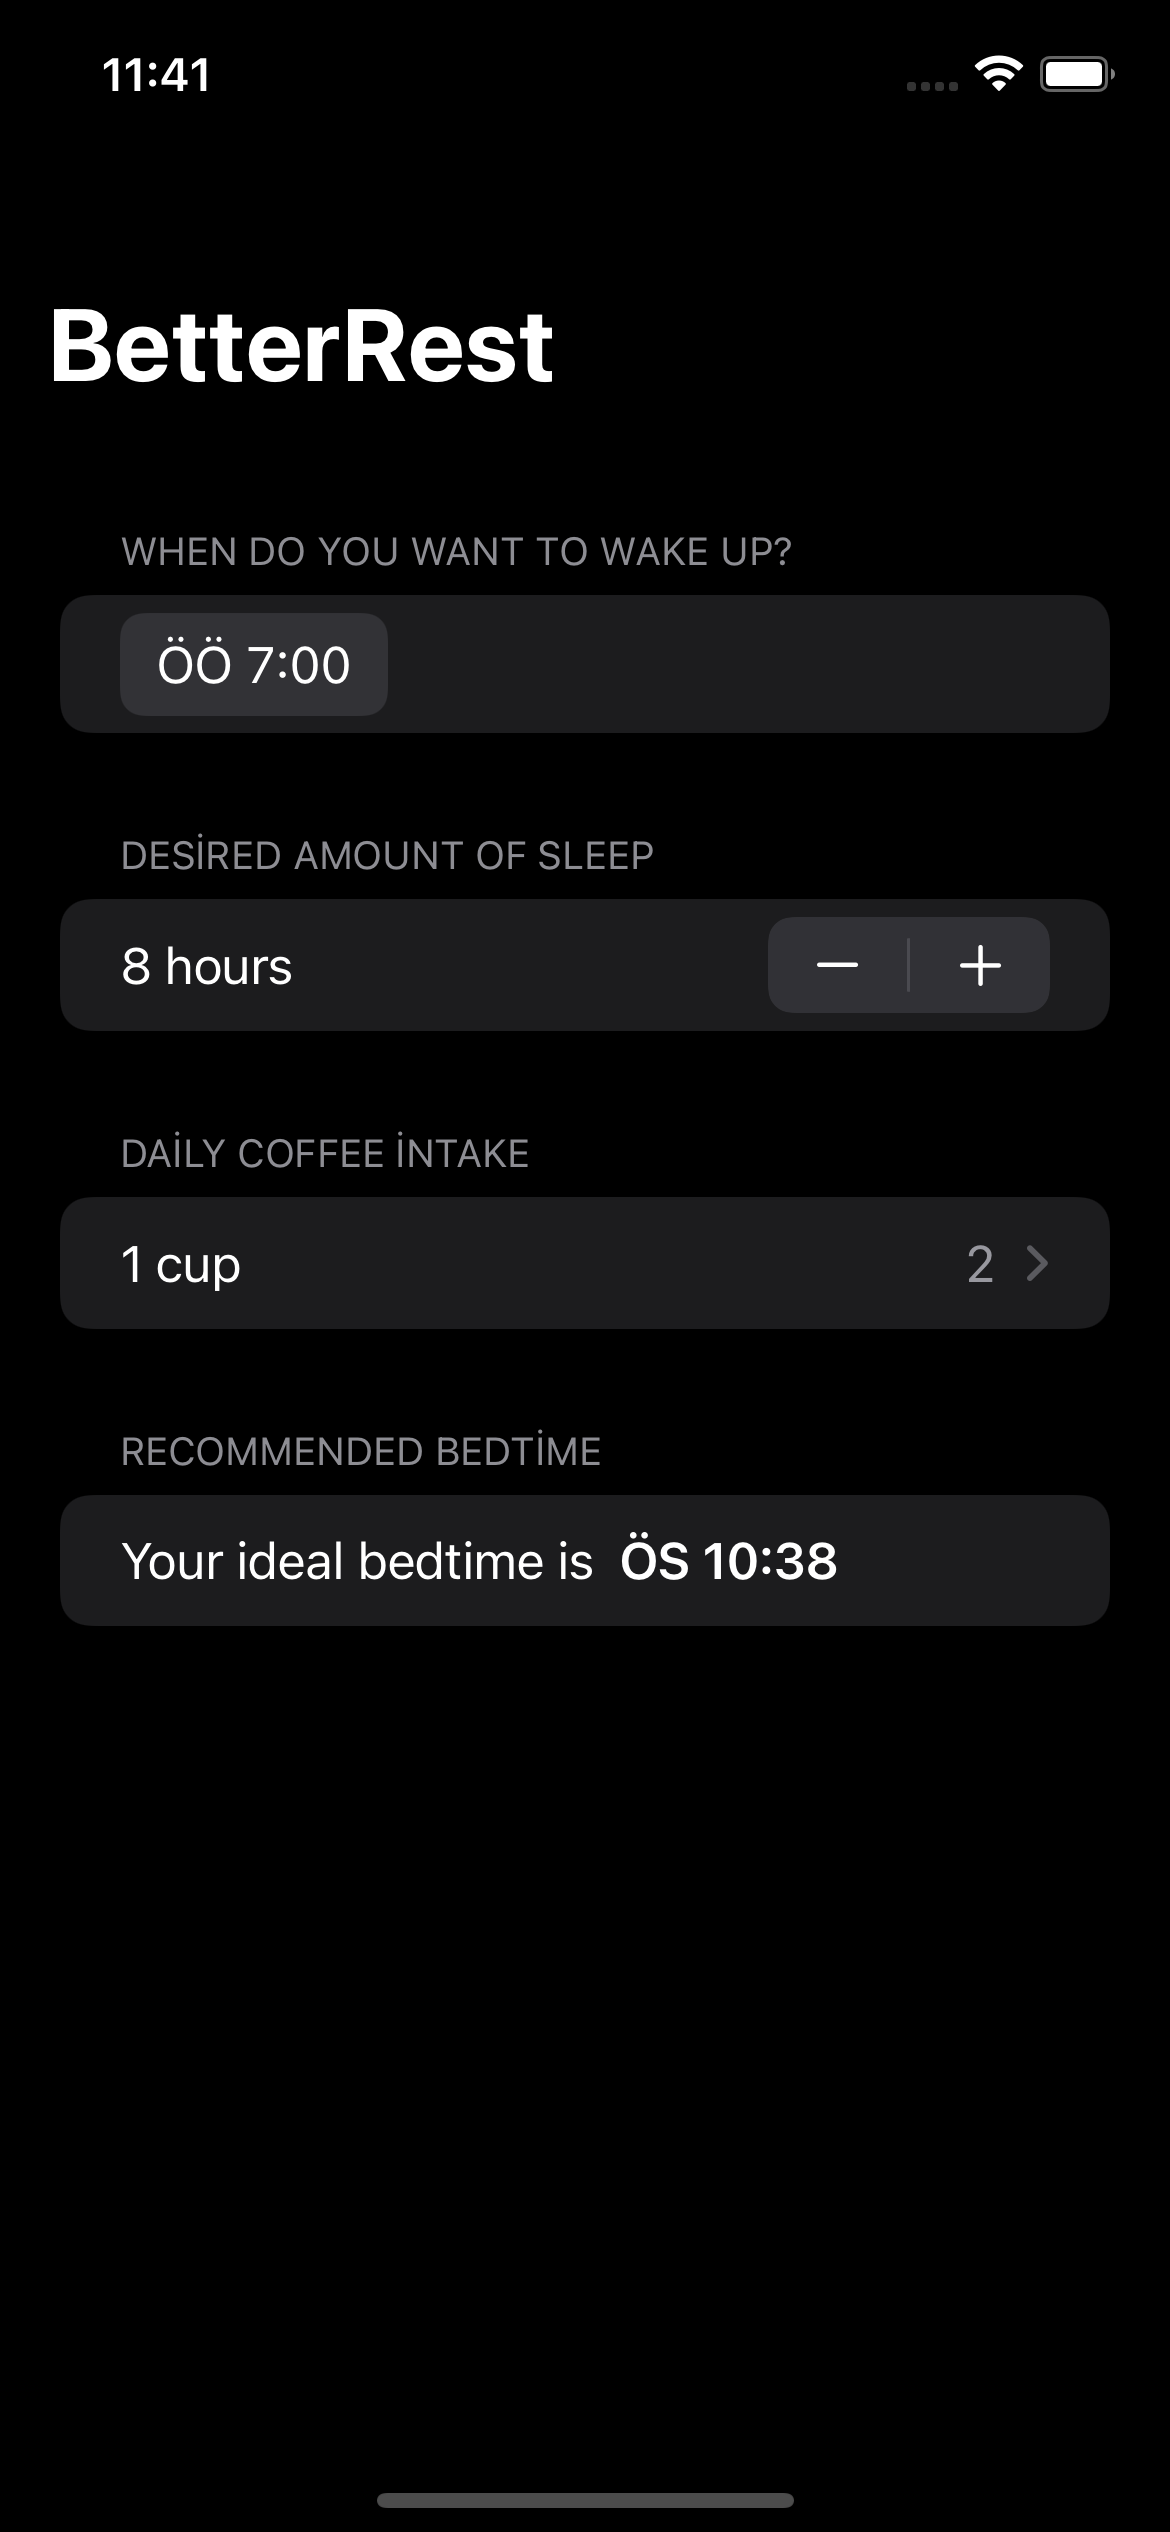 11:41
BetterRest
WHEN DO YOU WANT TO WAKE UP?
ÖÖ 7:00
DESİRED AMOUNT OF SLEEP
8 hours
DAİLY COFFEE İNTAKE
1 cup 2
RECOMMENDED BEDTİME
Your ideal bedtime is ÖS 10:38